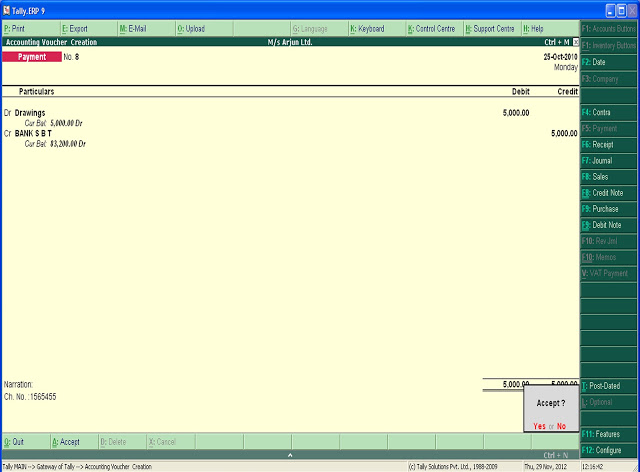 Tally.ERP 9
P: Print E: Export M: E-Mail O: Upload G: Language K: Keyboard K: Control Centre H: Support Centre H: Help
F1: Accounts Buttons
Accounting Voucher Creation M/s Arjun Ltd. Ctrl + M
F1: Inventory Buttons
Payment No. 8 25-Oct-2010
F2: Date
Monday
F3: Company
Particulars Debit Credit
Dr Drawings 5,000.00
F4: Contra
Cur Bal: 5,000.00 Dr
F5: Payment
Cr BANK S B T 5,000.00
Cur Bal: 83,200.00 Dr
F6: Receipt
F7: Journal
F8: Sales
F8: Credit Note
F9: Purchase
F9: Debit Note
F10: Rev Jrnl
F10: Memos
V: VAT Payment
Narration: 5,000.00 5,000.00
T: Post-Dated
Ch. No. :1565455
L: Optional
Accept ?
Yes or No
F11: Features
Q: Quit A: Accept D: Delete X: Cancel
F12: Configure
Ctrl + N
Tally MAIN --> Gateway of Tally --> Accounting Voucher Creation (c) Tally Solutions Pvt. Ltd., 1988-2009 Thu, 29 Nov, 2012 12:16:42